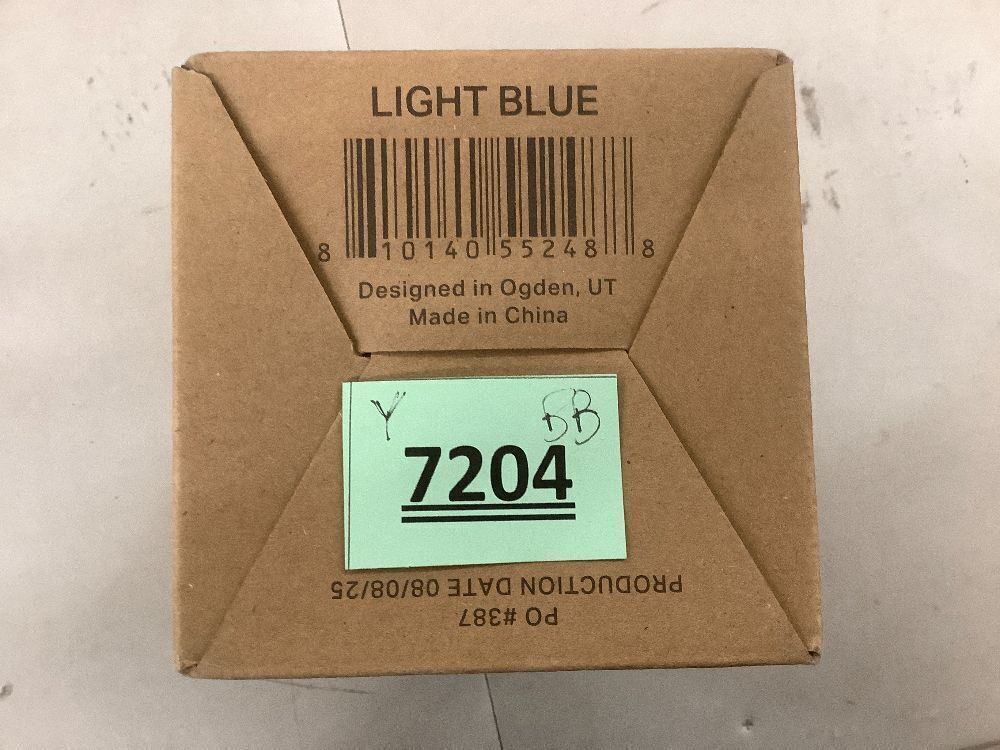 LIGHT BLUE
8 10140 55248 8
Designed in Ogden, UT
Made in China
Y BB
7204
PRODUCTION DATE 08/08/25
PO #387